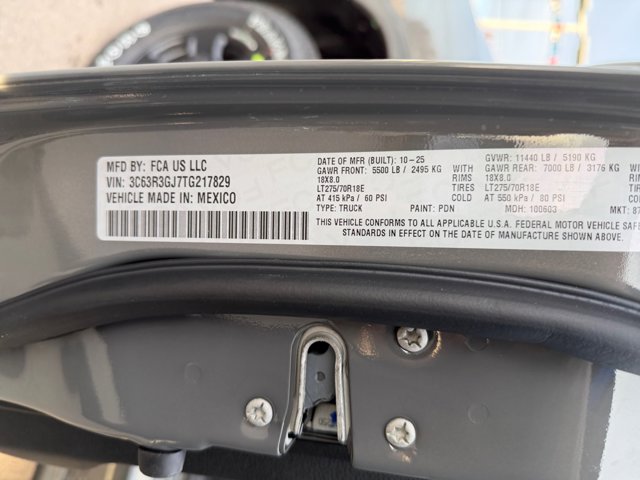 MFD BY: FCA US LLC
VIN: 3C63R3GJ7TG217829
VEHICLE MADE IN: MEXICO
DATE OF MFR (BUILT): 10-25
GAWR FRONT: 5500 LB / 2495 KG WITH
18X8.0 RIMS
LT275/70R18E TIRES
AT 415 kPa / 60 PSI COLD
TYPE: TRUCK PAINT: PDN
GVWR: 11440 LB / 5190 KG
GAWR REAR: 7000 LB / 3176 KG WITH
18X8.0 RIMS
LT275/70R18E TIRES
AT 550 kPa / 80 PSI COLD
MDH: 100603 MKT:
THIS VEHICLE CONFORMS TO ALL APPLICABLE U.S.A. FEDERAL MOTOR VEHICLE
STANDARDS IN EFFECT ON THE DATE OF MANUFACTURE SHOWN ABOVE.